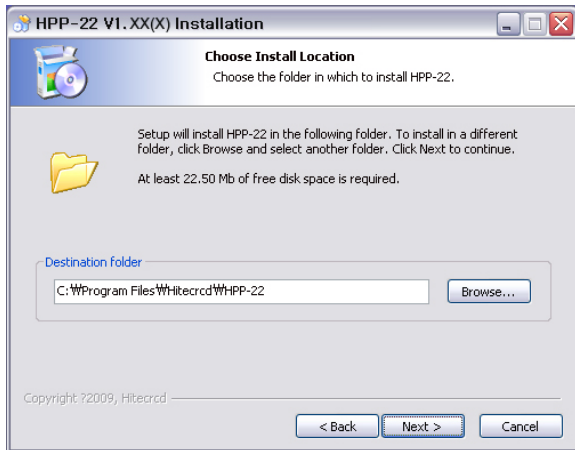 HPP-22 V1.XX(X) Installation
Choose Install Location
Choose the folder in which to install HPP-22.
Setup will install HPP-22 in the following folder. To install in a different
folder, click Browse and select another folder. Click Next to continue.
At least 22.50 Mb of free disk space is required.
Destination folder
C:₩Program Files₩Hitecrcd₩HPP-22
Browse...
Copyright ?2009, Hitecrcd
< Back
Next >
Cancel